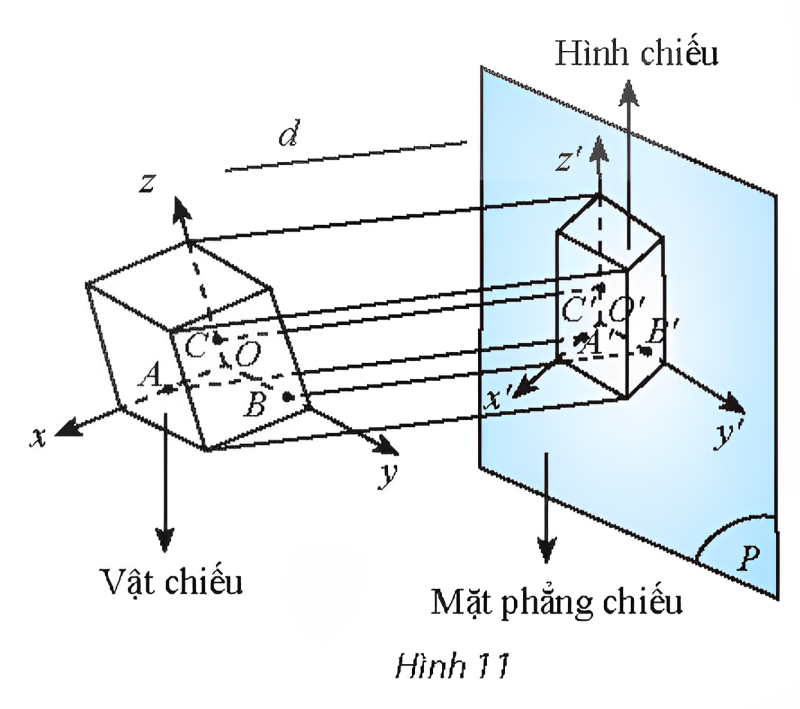 Hình chiếu
d
z
z'
C
O
A
B
x
y
C'
O'
A'
B'
x'
y'
P
Vật chiếu
Mặt phẳng chiếu
Hình 11